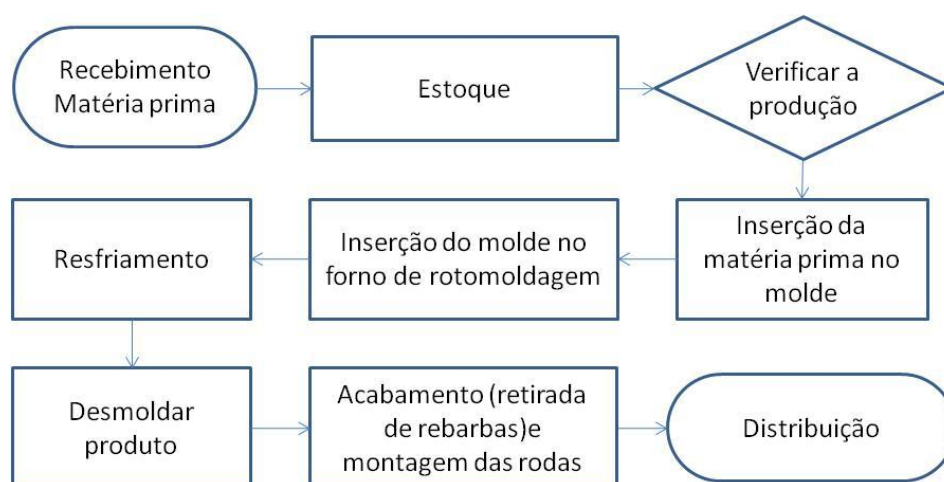 Recebimento
Matéria prima
Estoque
Verificar a
produção
Inserção da
matéria prima no
molde
Inserção do molde no
forno de rotomoldagem
Resfriamento
Desmoldar
produto
Acabamento (retirada
de rebarbas)e
montagem das rodas
Distribuição